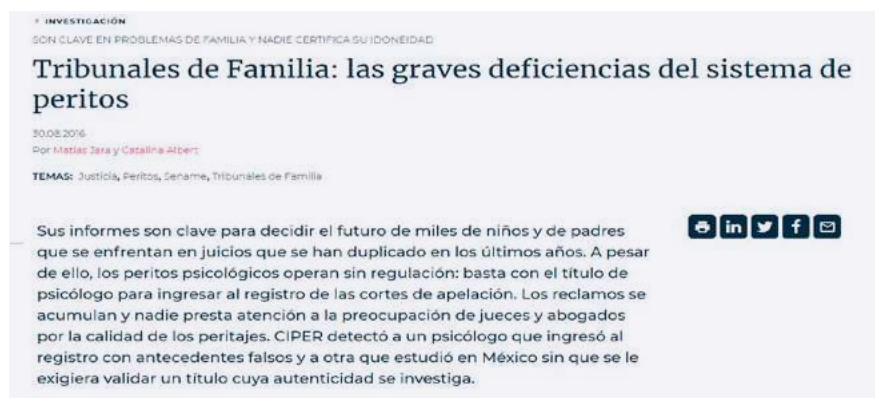 INVESTIGACIÓN
SON CLAVE EN PROBLEMAS DE FAMILIA Y NADIE CERTIFICA SU IDONEIDAD
Tribunales de Familia: las graves deficiencias del sistema de
peritos
30.08.2016
Por Matías Jara y Catalina Albert
TEMAS: Justicia, Peritos, Sename, Tribunales de Familia
Sus informes son clave para decidir el futuro de miles de niños y de padres
que se enfrentan en juicios que se han duplicado en los últimos años. A pesar
de ello, los peritos psicológicos operan sin regulación: basta con el título de
psicólogo para ingresar al registro de las cortes de apelación. Los reclamos se
acumulan y nadie presta atención a la preocupación de jueces y abogados
por la calidad de los peritajes. CIPER detectó a un psicólogo que ingresó al
registro con antecedentes falsos y a otra que estudió en México sin que se le
exigiera validar un título cuya autenticidad se investiga.